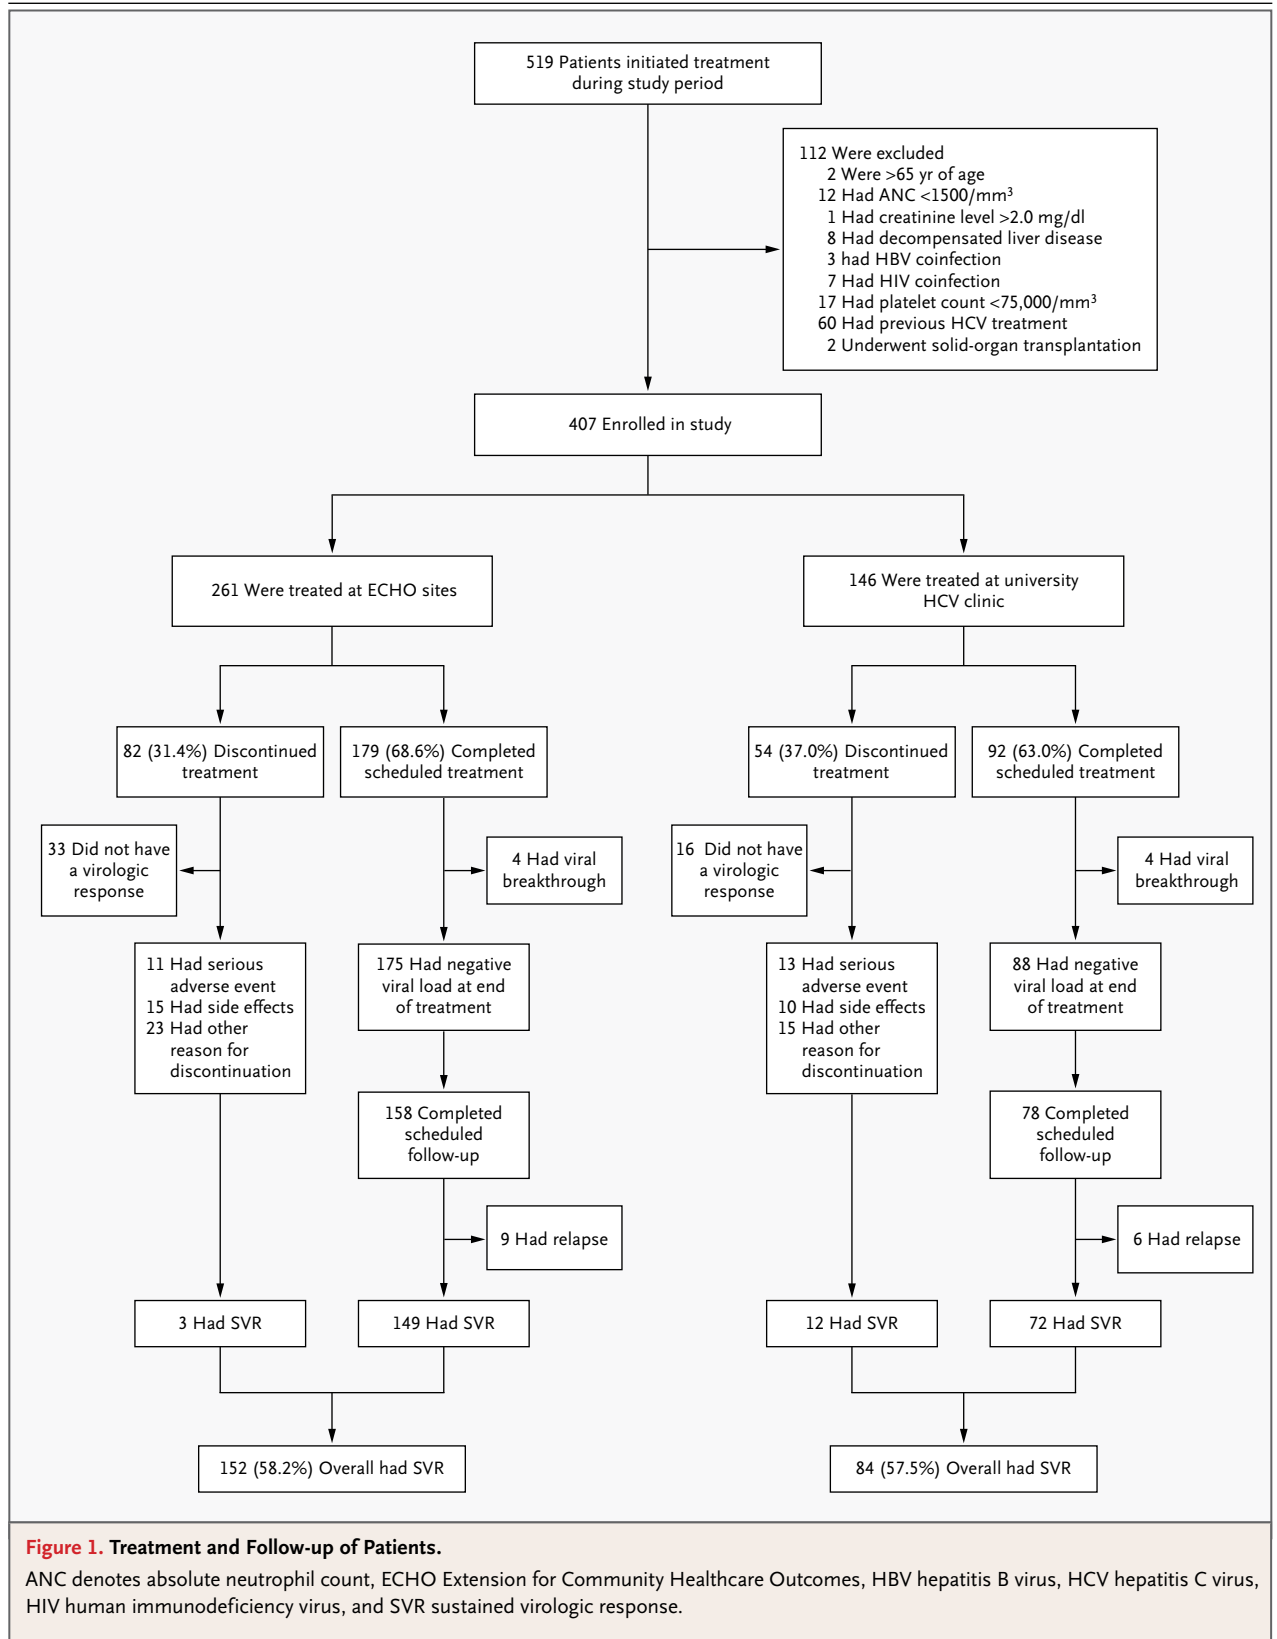 519 Patients initiated treatment
during study period
112 Were excluded
2 Were >65 yr of age
12 Had ANC <1500/mm³
1 Had creatinine level >2.0 mg/dl
8 Had decompensated liver disease
3 had HBV coinfection
7 Had HIV coinfection
17 Had platelet count <75,000/mm³
60 Had previous HCV treatment
2 Underwent solid-organ transplantation
407 Enrolled in study
261 Were treated at ECHO sites
146 Were treated at university
HCV clinic
82 (31.4%) Discontinued
treatment
179 (68.6%) Completed
scheduled treatment
54 (37.0%) Discontinued
treatment
92 (63.0%) Completed
scheduled treatment
33 Did not have
a virologic
response
4 Had viral
breakthrough
16 Did not have
a virologic
response
4 Had viral
breakthrough
11 Had serious
adverse event
15 Had side effects
23 Had other
reason for
discontinuation
175 Had negative
viral load at end
of treatment
13 Had serious
adverse event
10 Had side effects
15 Had other
reason for
discontinuation
88 Had negative
viral load at end
of treatment
158 Completed
scheduled
follow-up
78 Completed
scheduled
follow-up
9 Had relapse
6 Had relapse
3 Had SVR
149 Had SVR
12 Had SVR
72 Had SVR
152 (58.2%) Overall had SVR
84 (57.5%) Overall had SVR
Figure 1. Treatment and Follow-up of Patients.
ANC denotes absolute neutrophil count, ECHO Extension for Community Healthcare Outcomes, HBV hepatitis B virus, HCV hepatitis C virus,
HIV human immunodeficiency virus, and SVR sustained virologic response.